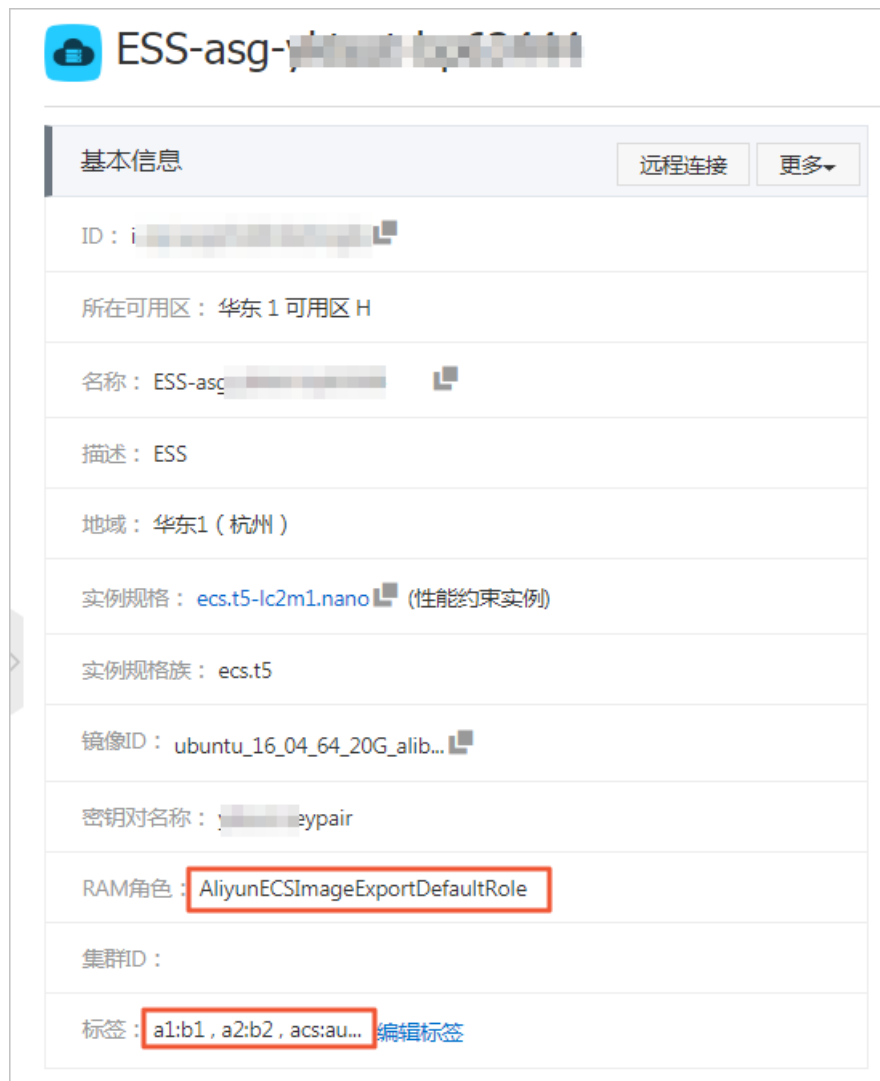 ESS-asg-
基本信息 远程连接 更多
ID：i
所在可用区：华东 1 可用区 H
名称：ESS-asg
描述：ESS
地域：华东1（杭州）
实例规格：ecs.t5-lc2m1.nano (性能约束实例)
实例规格族：ecs.t5
镜像ID：ubuntu_16_04_64_20G_alib...
密钥对名称：eypair
RAM角色：AliyunECSImageExportDefaultRole
集群ID：
标签：a1:b1 , a2:b2 , acs:au... 编辑标签